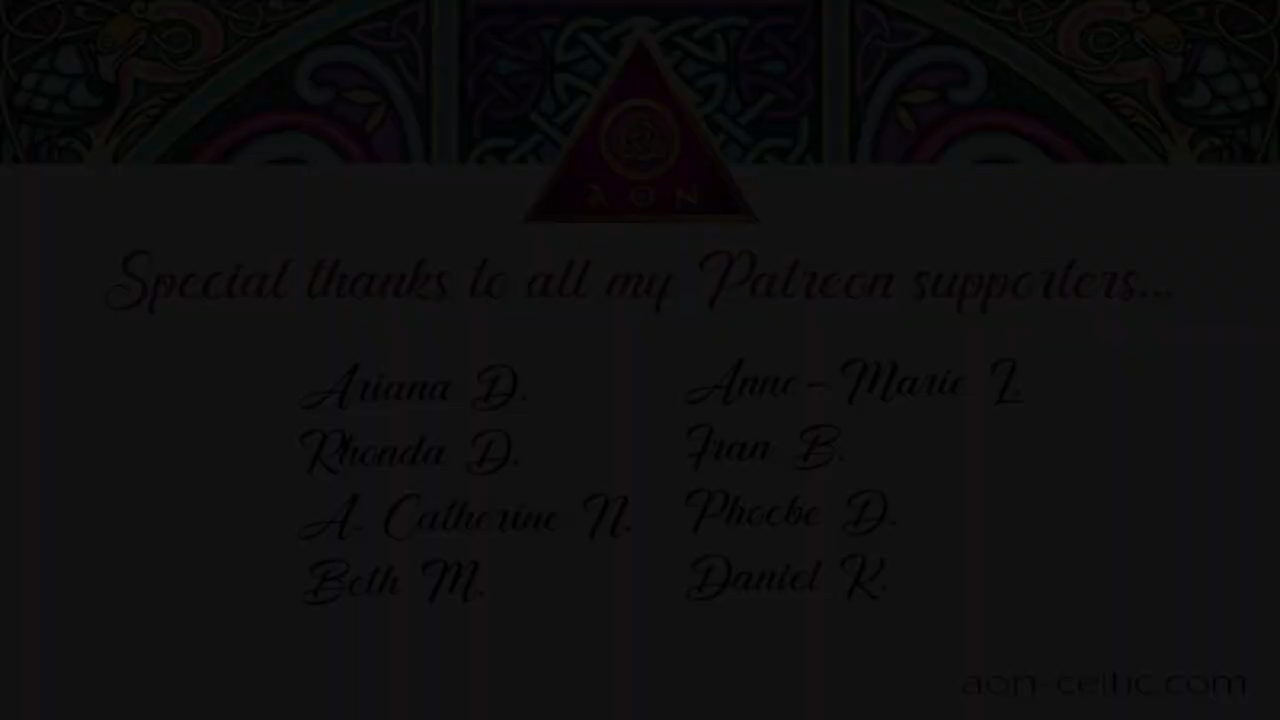 AON
Special thanks to all my Patreon supporters...
Ariana D.
Rhonda D.
A. Catherine N.
Beth M.
Anne-Marie L.
Fran B.
Phoebe D.
Daniel K.
aon-celtic.com